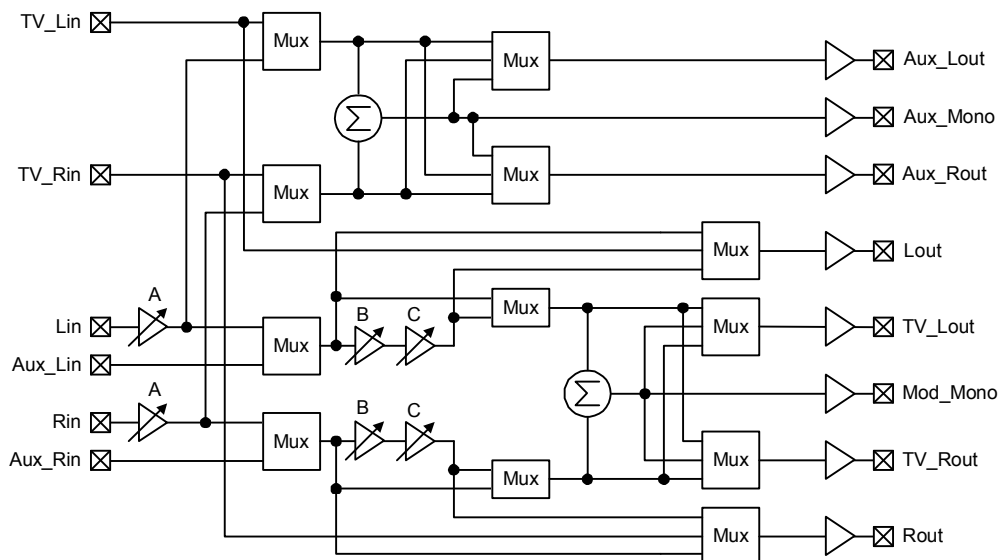 TV_Lin
Mux
Mux
Aux_Lout
Σ
Aux_Mono
TV_Rin
Mux
Mux
Aux_Rout
Mux
Lout
A
Lin
Mux
B
C
Mux
Mux
TV_Lout
Aux_Lin
A
Σ
Mod_Mono
Rin
Mux
B
C
Aux_Rin
Mux
Mux
TV_Rout
Mux
Rout